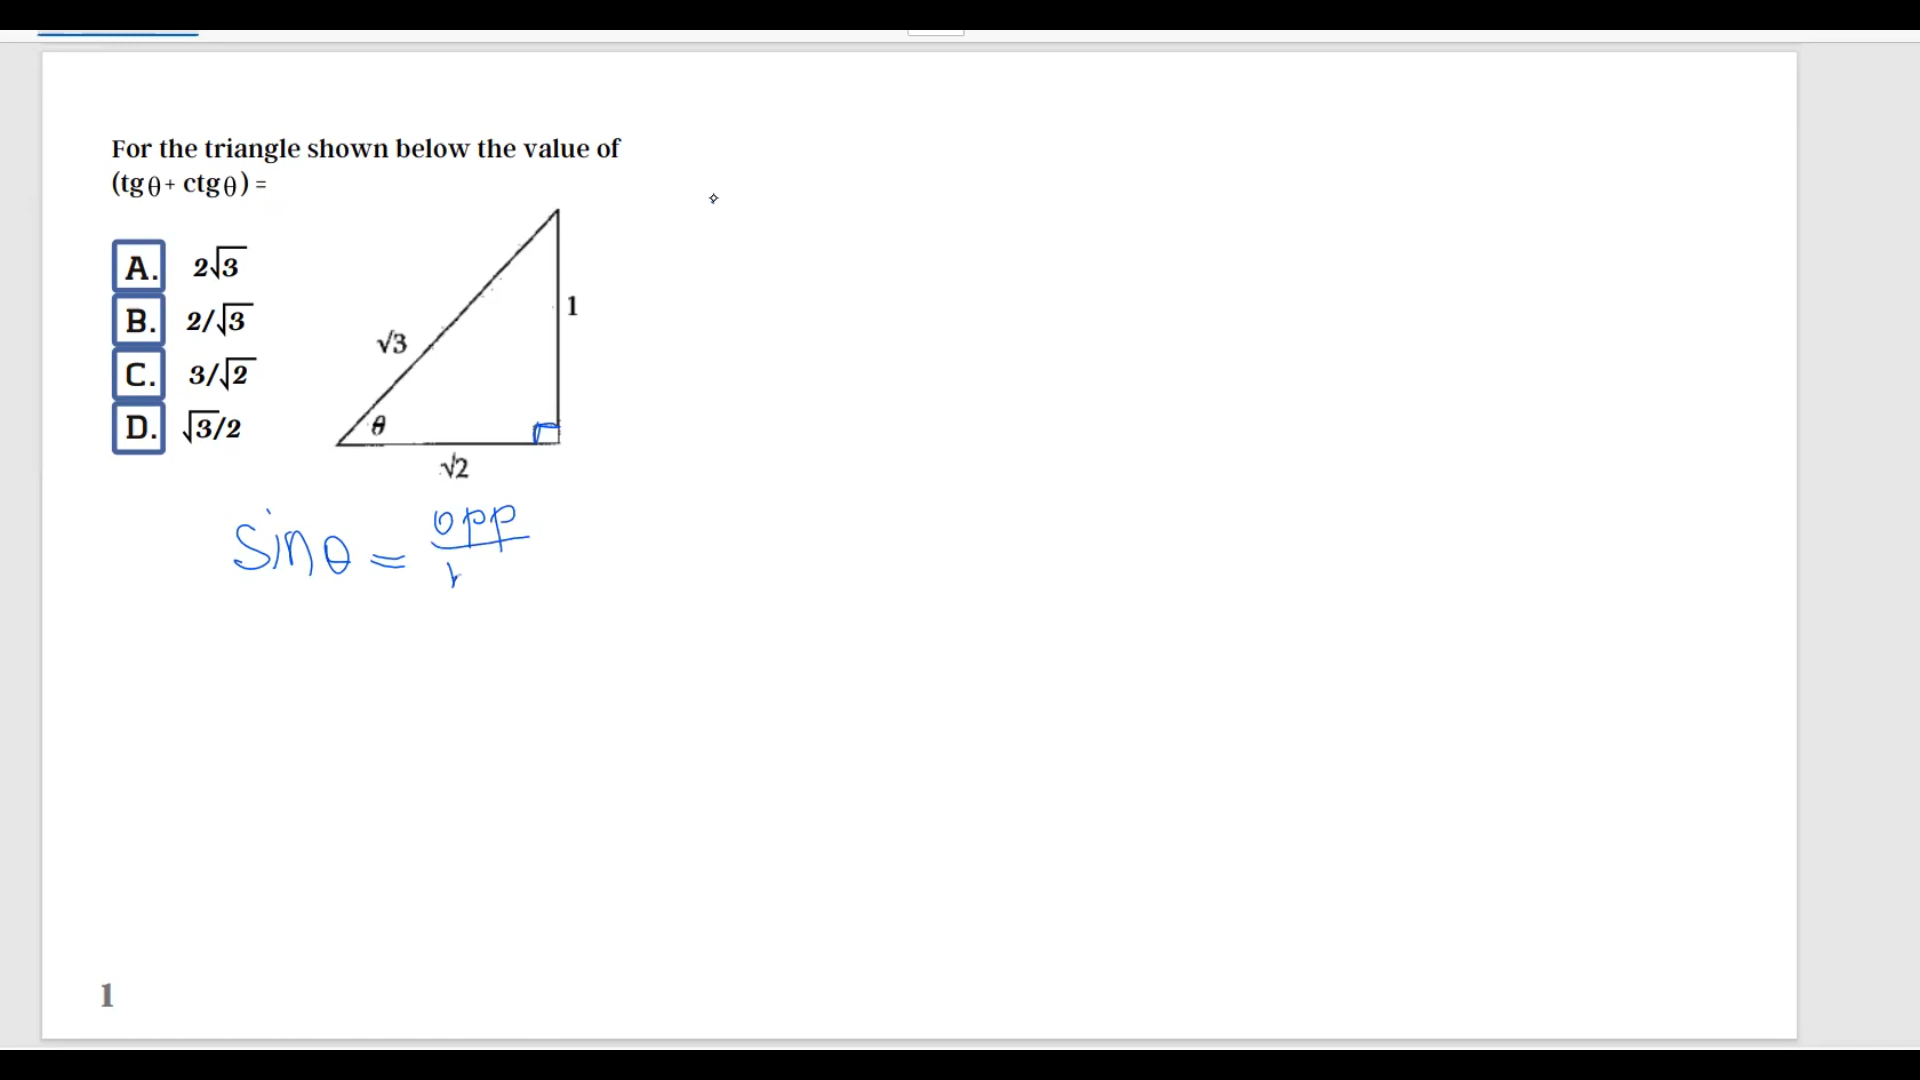 For the triangle shown below the value of
(tgθ + ctgθ) =
A. 2√3
B. 2/√3
C. 3/√2
D. √3/2
√3
1
θ
√2
sinθ = opp
1